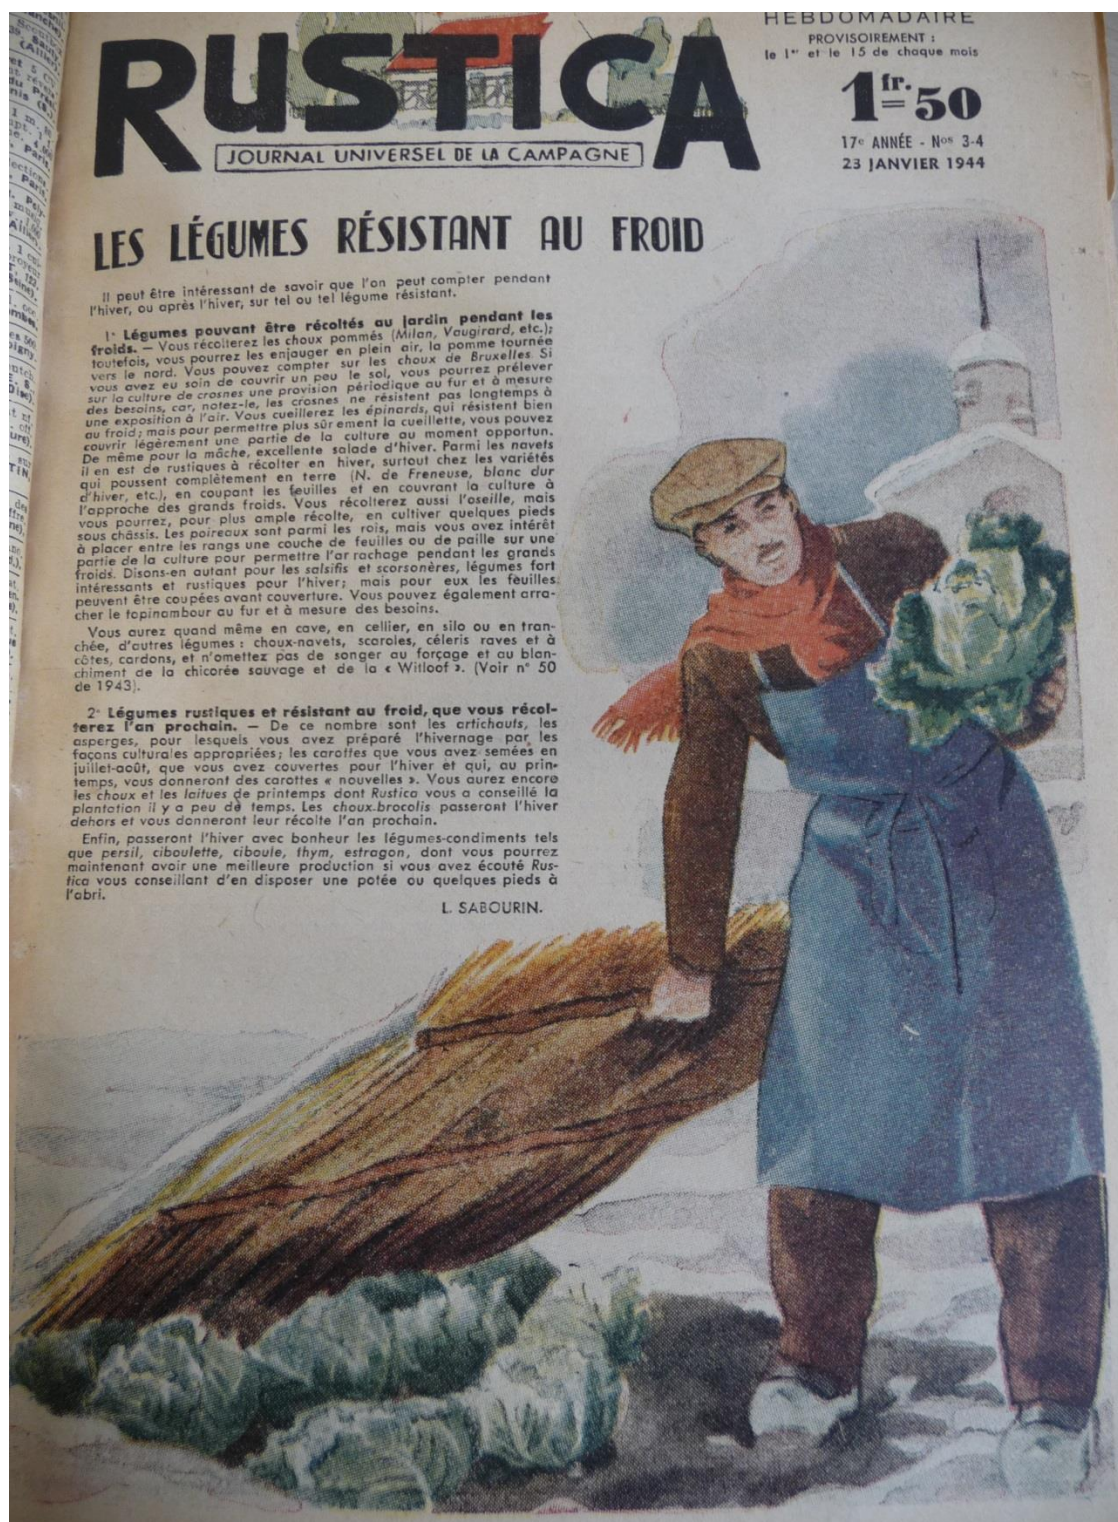 HEBDOMADAIRE
PROVISOIREMENT :
le 1er et le 15 de chaque mois
1 fr. 50
17e ANNÉE - Nos 3-4
23 JANVIER 1944
RUSTICA
JOURNAL UNIVERSEL DE LA CAMPAGNE
LES LÉGUMES RÉSISTANT AU FROID
Il peut être intéressant de savoir que l'on peut compter pendant
l'hiver, ou après l'hiver, sur tel ou tel légume résistant.
1° Légumes pouvant être récoltés au jardin pendant les
froids. — Vous récolterez les choux pommés (Milan, Vaugirard, etc.);
toutefois, vous pourrez les enjauger en plein air, la pomme tournée
vers le nord. Vous pouvez compter sur les choux de Bruxelles. Si
vous avez eu soin de couvrir un peu le sol, vous pourrez prélever
sur la culture de crosnes une provision périodique au fur et à mesure
des besoins, car, notez-le, les crosnes ne résistent pas longtemps à
une exposition à l'air. Vous cueillerez les épinards, qui résistent bien
au froid; mais pour permettre plus sûr ement la cueillette, vous pouvez
couvrir légèrement une partie de la culture au moment opportun.
De même pour la mâche, excellente salade d'hiver. Parmi les navets
il en est de rustiques à récolter en hiver, surtout chez les variétés
qui poussent complètement en terre (N. de Freneuse, blanc dur
d'hiver, etc.), en coupant les feuilles et en couvrant la culture à
l'approche des grands froids. Vous récolterez aussi l'oseille, mais
vous pourrez, pour plus ample récolte, en cultiver quelques pieds
sous châssis. Les poireaux sont parmi les rois, mais vous avez intérêt
à placer entre les rangs une couche de feuilles ou de paille sur une
partie de la culture pour permettre l'ar rachage pendant les grands
froids. Disons-en autant pour les salsifis et scorsonères, légumes fort
intéressants et rustiques pour l'hiver; mais pour eux les feuilles
peuvent être coupées avant couverture. Vous pouvez également arra-
cher le topinambour au fur et à mesure des besoins.
Vous aurez quand même en cave, en cellier, en silo ou en tran-
chée, d'autres légumes : choux-navets, scaroles, céleris raves et à
côtes, cardons, et n'omettez pas de songer au forçage et au blan-
chiment de la chicorée sauvage et de la « Witloof ». (Voir n° 50
de 1943).
2° Légumes rustiques et résistant au froid, que vous récol-
terez l'an prochain. — De ce nombre sont les artichauts, les
asperges, pour lesquels vous avez préparé l'hivernage par les
façons culturales appropriées; les carottes que vous avez semées en
juillet-août, que vous avez couvertes pour l'hiver et qui, au prin-
temps, vous donneront des carottes « nouvelles ». Vous aurez encore
les choux et les laitues de printemps dont Rustica vous a conseillé la
plantation il y a peu de temps. Les choux-brocolis passeront l'hiver
dehors et vous donneront leur récolte l'an prochain.
Enfin, passeront l'hiver avec bonheur les légumes-condiments tels
que persil, ciboulette, ciboule, thym, estragon, dont vous pourrez
maintenant avoir une meilleure production si vous avez écouté Rus-
tica vous conseillant d'en disposer une potée ou quelques pieds à
l'abri.
L. SABOURIN.